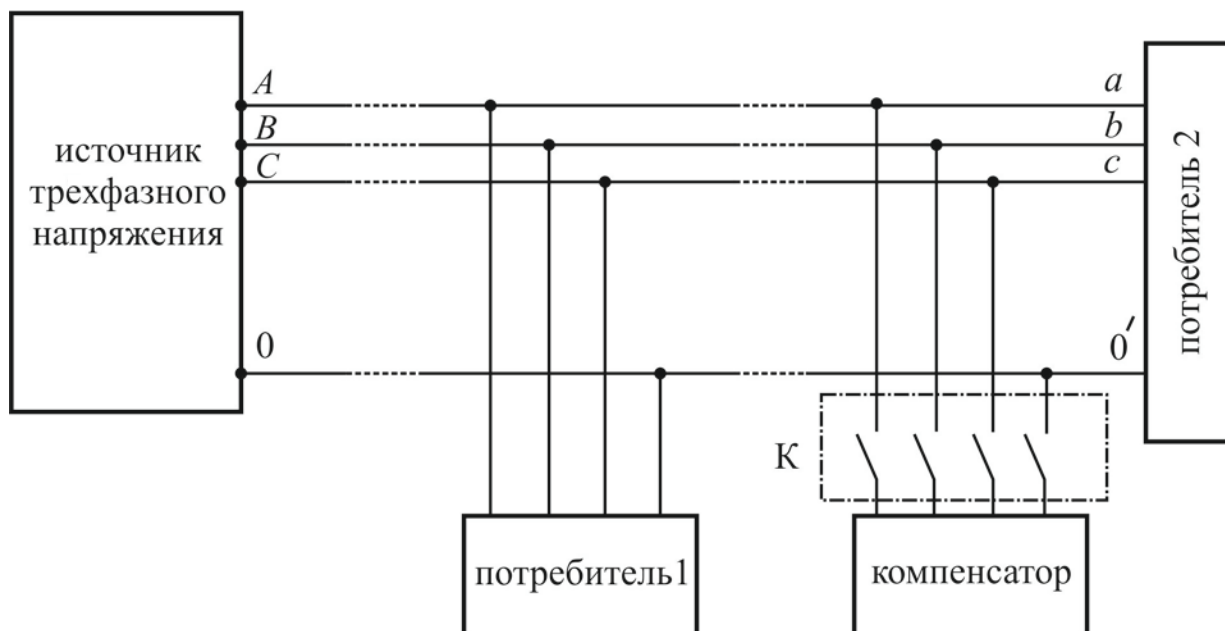 A
B
C
источник
трехфазного
напряжения
0
a
b
c
0′
потребитель 2
К
потребитель1
компенсатор